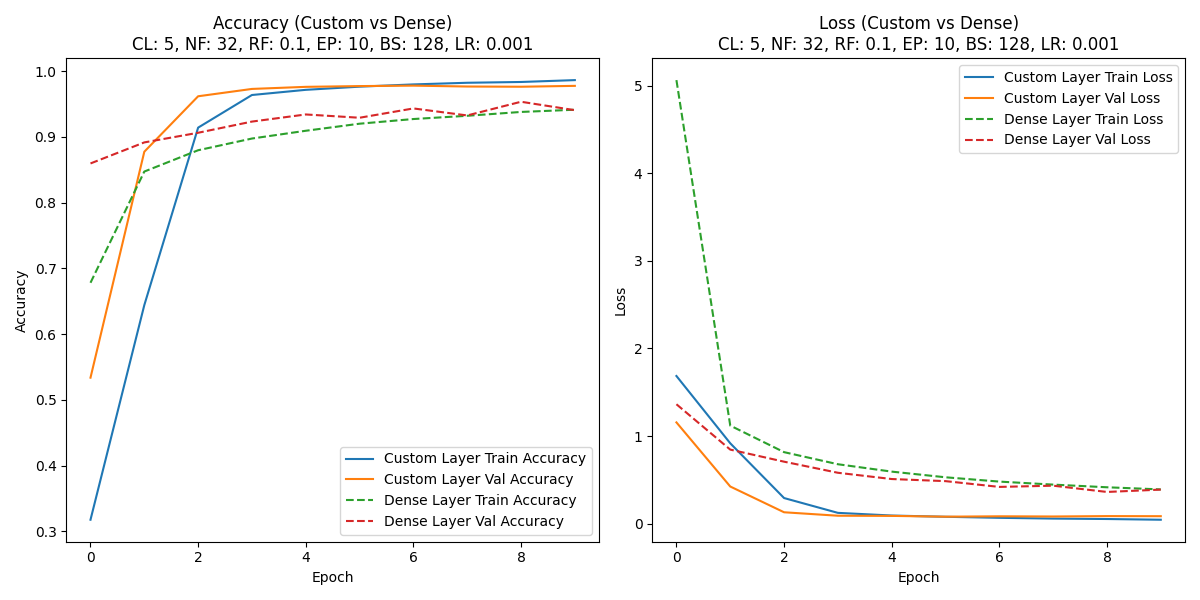 Accuracy (Custom vs Dense)
CL: 5, NF: 32, RF: 0.1, EP: 10, BS: 128, LR: 0.001
1.0
0.9
0.8
0.7
0.6
0.5
0.4
0.3
Accuracy
Custom Layer Train Accuracy
Custom Layer Val Accuracy
Dense Layer Train Accuracy
Dense Layer Val Accuracy
0 2 4 6 8
Epoch
Loss (Custom vs Dense)
CL: 5, NF: 32, RF: 0.1, EP: 10, BS: 128, LR: 0.001
Custom Layer Train Loss
Custom Layer Val Loss
Dense Layer Train Loss
Dense Layer Val Loss
5
4
3
2
1
0
Loss
0 2 4 6 8
Epoch